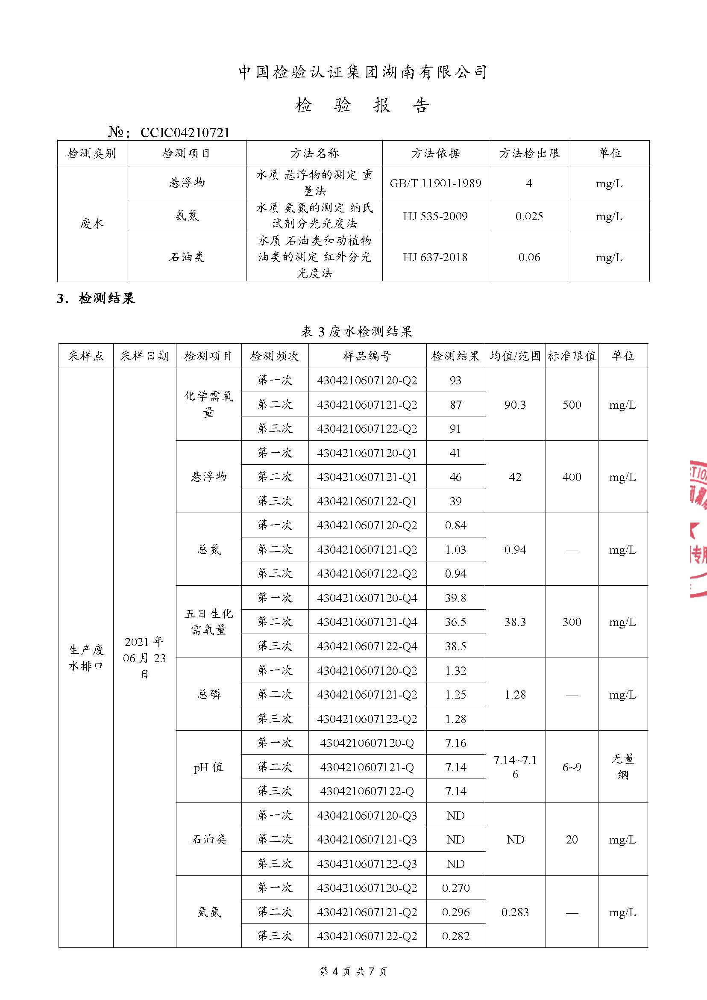 中国检验认证集团湖南有限公司
检 验 报 告
№：CCIC04210721
检测类别 检测项目 方法名称 方法依据 方法检出限 单位
废水
悬浮物 水质 悬浮物的测定 重
量法 GB/T 11901-1989 4 mg/L
氨氮 水质 氨氮的测定 纳氏
试剂分光光度法 HJ 535-2009 0.025 mg/L
石油类 水质 石油类和动植物
油类的测定 红外分光
光度法 HJ 637-2018 0.06 mg/L
3．检测结果
表 3 废水检测结果
采样点 采样日期 检测项目 检测频次 样品编号 检测结果 均值/范围 标准限值 单位
生产废
水排口
2021 年
06 月 23
日
化学需氧
量
第一次 4304210607120-Q2 93
第二次 4304210607121-Q2 87 90.3 500 mg/L
第三次 4304210607122-Q2 91
悬浮物
第一次 4304210607120-Q1 41
第二次 4304210607121-Q1 46 42 400 mg/L
第三次 4304210607122-Q1 39
总氮
第一次 4304210607120-Q2 0.84
第二次 4304210607121-Q2 1.03 0.94 — mg/L
第三次 4304210607122-Q2 0.94
五日生化
需氧量
第一次 4304210607120-Q4 39.8
第二次 4304210607121-Q4 36.5 38.3 300 mg/L
第三次 4304210607122-Q4 38.5
总磷
第一次 4304210607120-Q2 1.32
第二次 4304210607121-Q2 1.25 1.28 — mg/L
第三次 4304210607122-Q2 1.28
pH 值
第一次 4304210607120-Q 7.16
第二次 4304210607121-Q 7.14
7.14~7.1
6
6~9
无量
纲
第三次 4304210607122-Q 7.14
石油类
第一次 4304210607120-Q3 ND
第二次 4304210607121-Q3 ND ND 20 mg/L
第三次 4304210607122-Q3 ND
氨氮
第一次 4304210607120-Q2 0.270
第二次 4304210607121-Q2 0.296 0.283 — mg/L
第三次 4304210607122-Q2 0.282
第 4 页 共 7 页